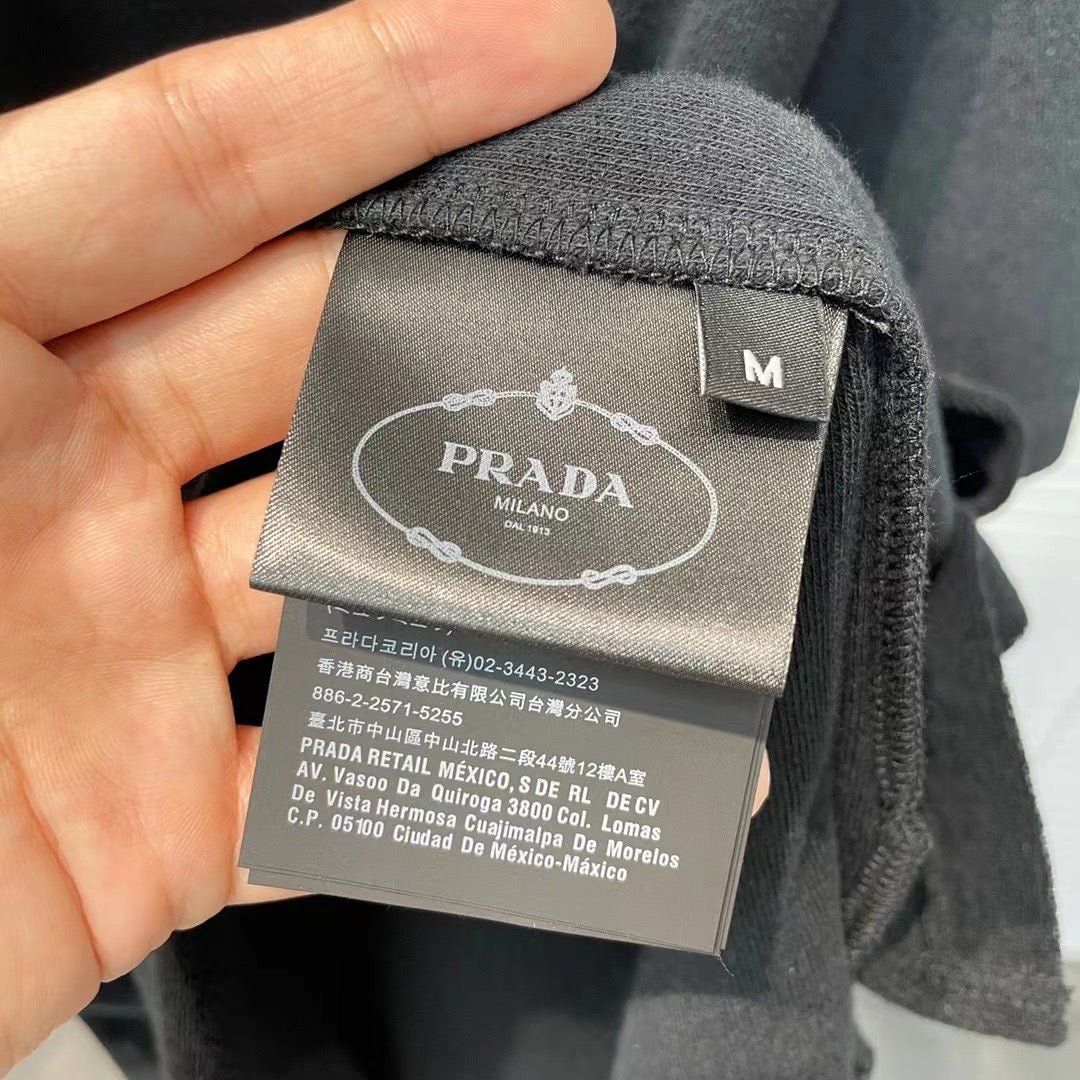 M
PRADA
MILANO
DAL 1913
프라다코리아 (유)02-3443-2323
香港商台灣意比有限公司台灣分公司
886-2-2571-5255
臺北市中山區中山北路二段44號12樓A室
PRADA RETAIL MÉXICO, S DE RL DE CV
AV. Vasoo Da Quiroga 3800 Col. Lomas
De Vista Hermosa Cuajimalpa De Morelos
C.P. 05100 Ciudad De México-Máxico